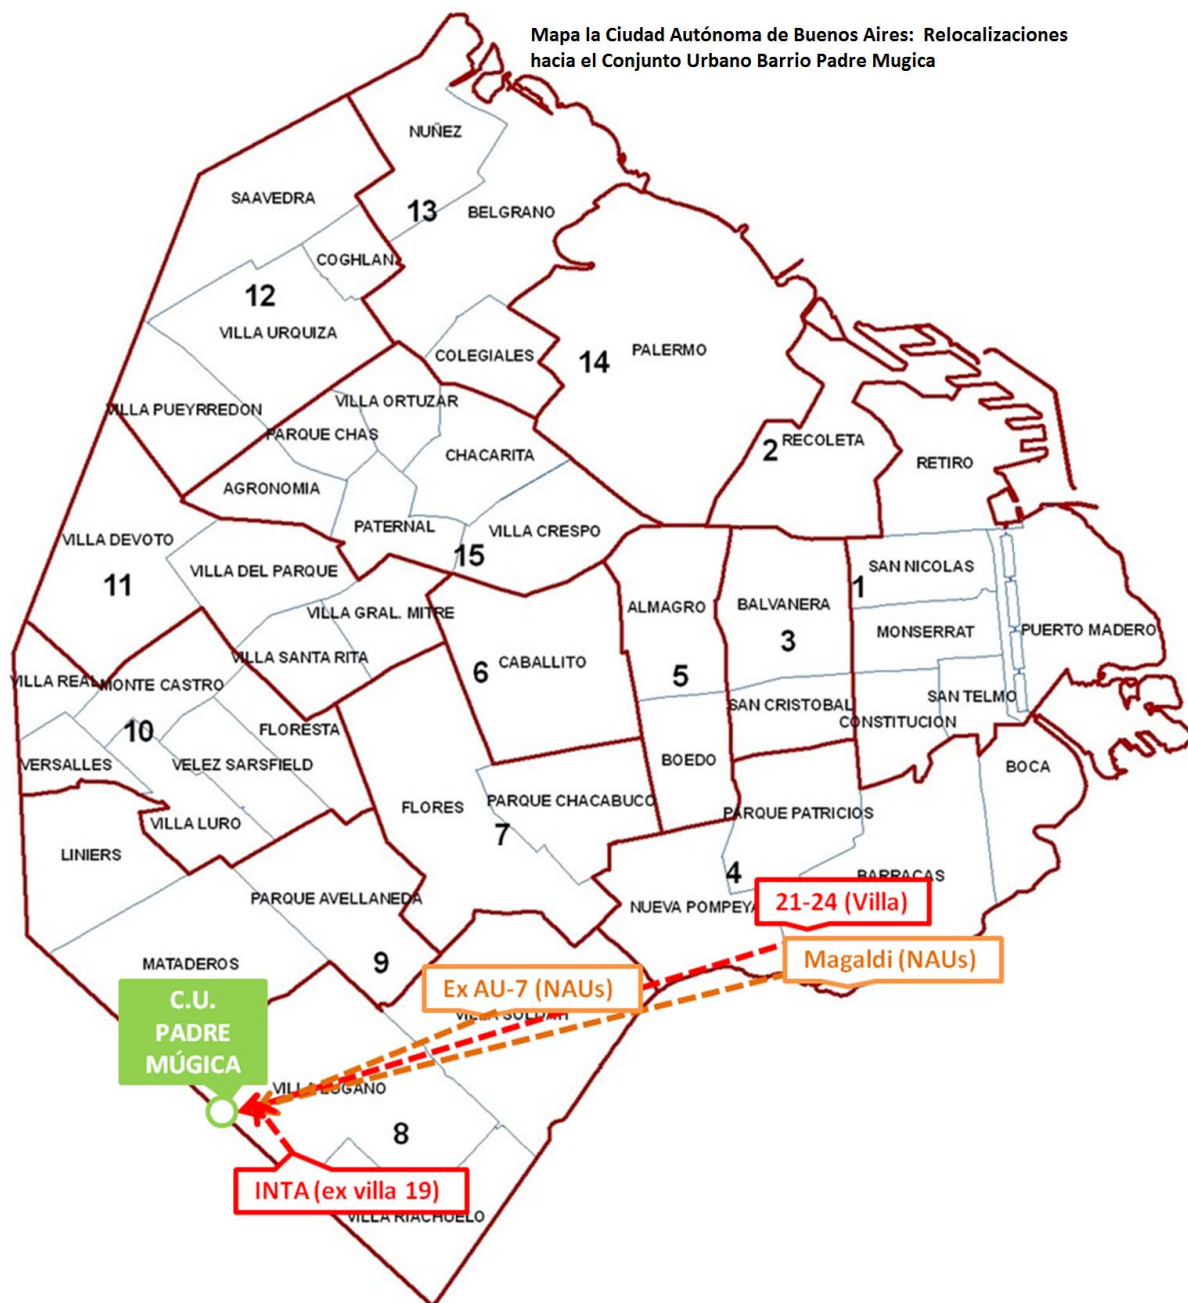 Mapa la Ciudad Autónoma de Buenos Aires: Relocalizaciones
hacia el Conjunto Urbano Barrio Padre Mugica
NUÑEZ
SAAVEDRA
13
BELGRANO
COGHLAN
12
VILLA URQUIZA
COLEGIALES
14
PALERMO
VILLA PUEYRREDON
VILLA ORTUZAR
PARQUE CHAS
CHACARITA
2
RECOLETA
RETIRO
AGRONOMIA
PATERNAL
VILLA CRESPO
15
VILLA DEVOTO
11
VILLA DEL PARQUE
SAN NICOLAS
1
VILLA GRAL. MITRE
ALMAGRO
BALVANERA
3
MONSERRAT
PUERTO MADERO
VILLA SANTA RITA
6
CABALLITO
5
VILLA REAL
MONTE CASTRO
SAN CRISTOBAL
SAN TELMO
CONSTITUCION
10
FLORESTA
VERSALLES
VELEZ SARSFIELD
BOEDO
BOCA
FLORES
PARQUE CHACABUCO
PARQUE PATRICIOS
VILLA LURO
7
LINIERS
4
BARRACAS
PARQUE AVELLANEDA
NUEVA POMPEYA
21-24 (Villa)
MATADEROS
9
Magaldi (NAUs)
Ex AU-7 (NAUs)
C.U.
PADRE
MÚGICA
VILLA SOLDATI
VILLA LUGANO
8
INTA (ex villa 19)
VILLA RIACHUELO